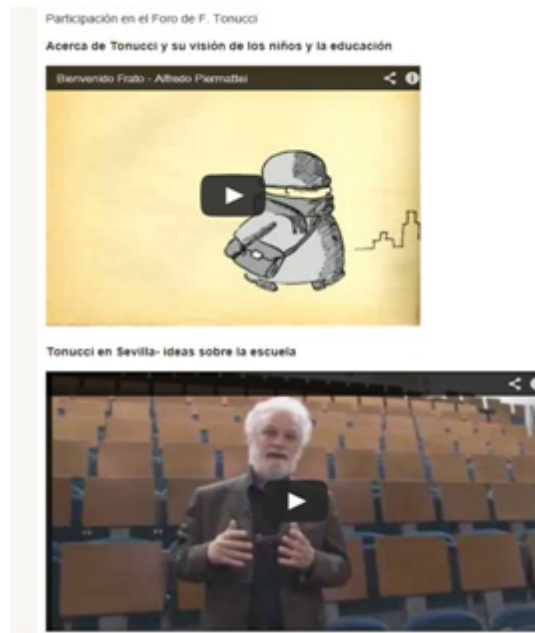 Participación en el Foro de F. Tonucci
Acerca de Tonucci y su visión de los niños y la educación
Bienvenido Frato - Alfredo Piermattei
Tonucci en Sevilla- ideas sobre la escuela